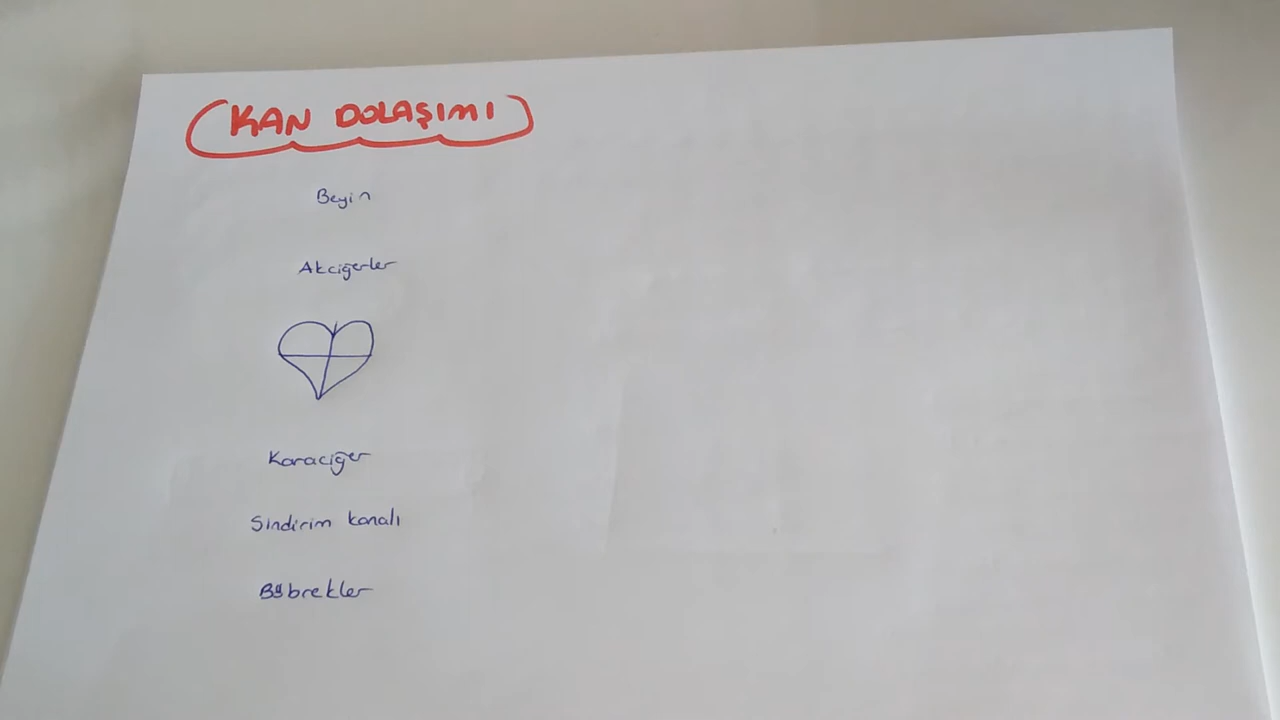 KAN DOLAŞIMI
Beyin
Akciğerler
Karaciğer
Sindirim kanalı
Böbrekler